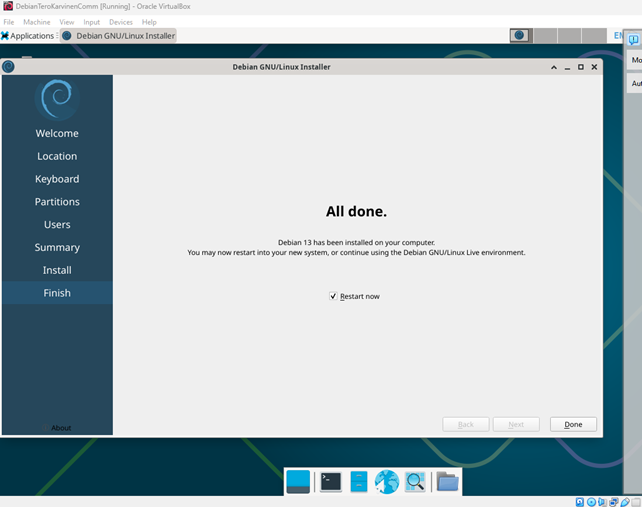 DebianTeroKarvinenComm [Running] - Oracle VirtualBox
File Machine View Input Devices Help
Applications Debian GNU/Linux Installer EN
Mo
Aut
Debian GNU/Linux Installer
Welcome
Location
Keyboard
Partitions
Users
Summary
Install
Finish
All done.
Debian 13 has been installed on your computer.
You may now restart into your new system, or continue using the Debian GNU/Linux Live environment.
Restart now
About
Back Next Done